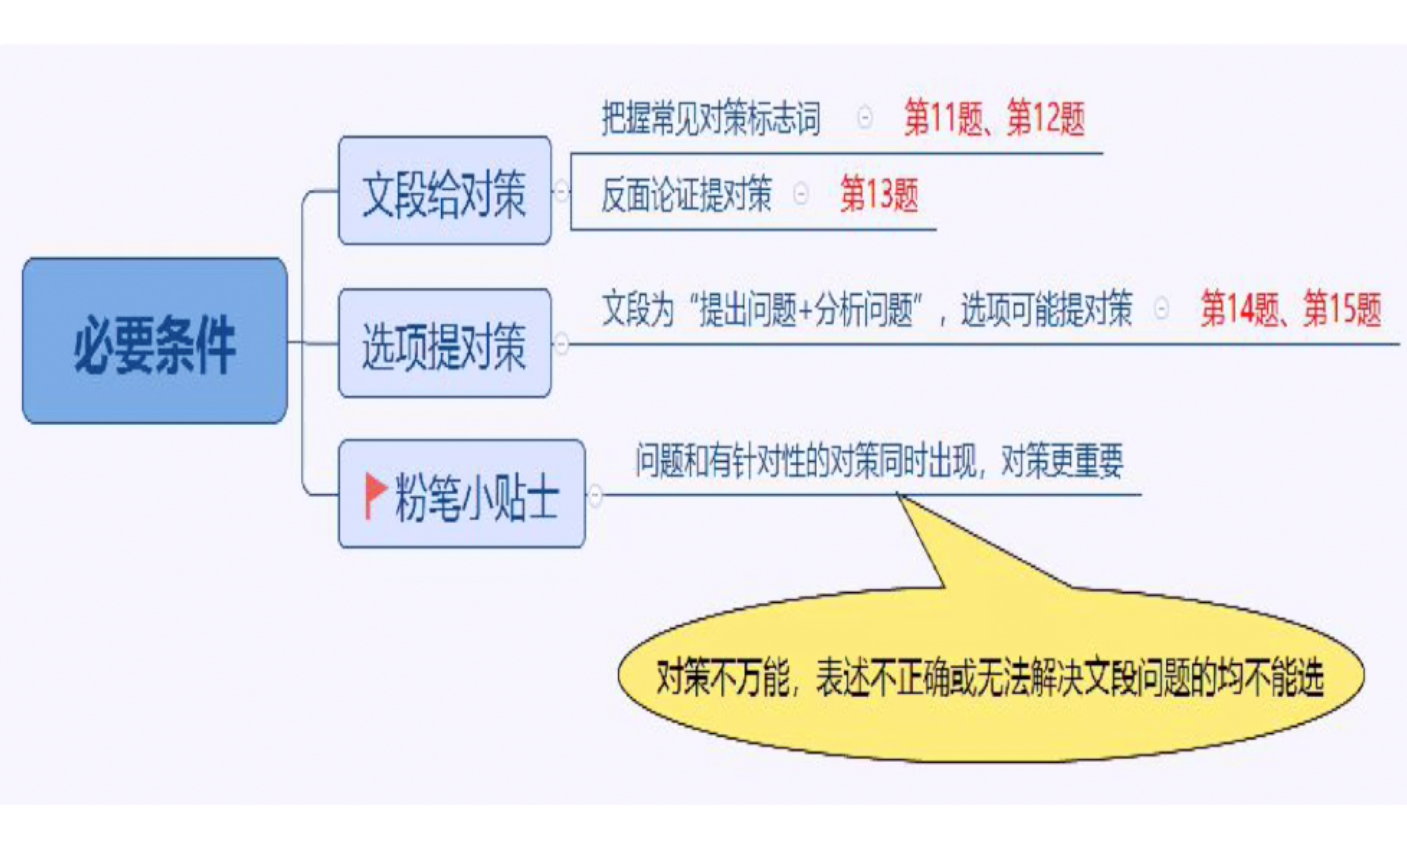 必要条件
文段给对策
把握常见对策标志词 第11题、第12题
反面论证提对策 第13题
选项提对策
文段为“提出问题+分析问题”，选项可能提对策 第14题、第15题
粉笔小贴士
问题和有针对性的对策同时出现，对策更重要
对策不万能，表述不正确或无法解决文段问题的均不能选